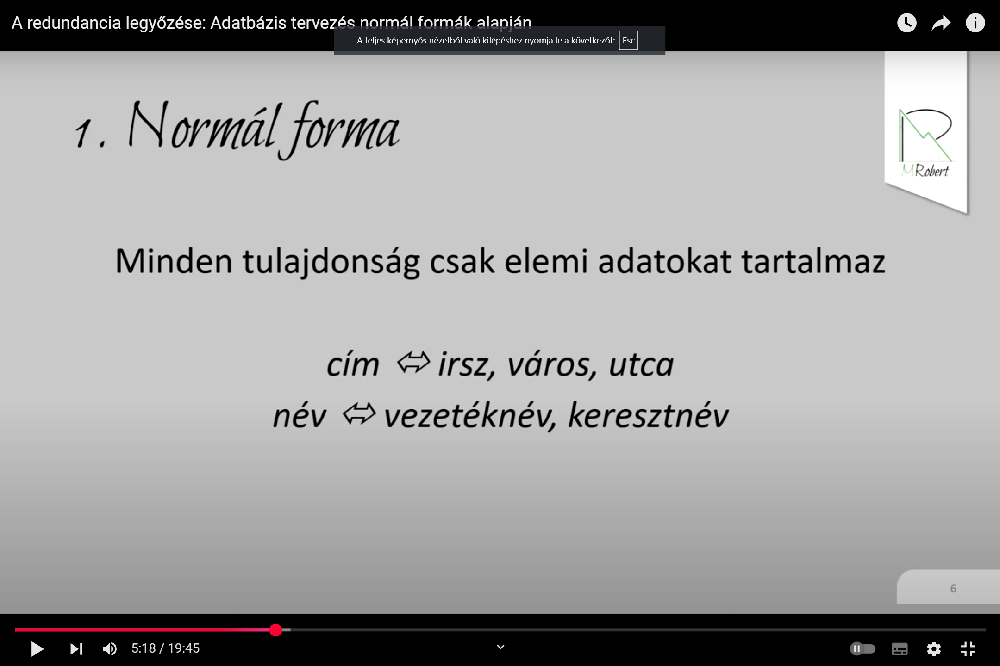 A redundancia legyőzése: Adatbázis tervezés normál formák alapján
A teljes képernyős nézetből való kilépéshez nyomja le a következőt: Esc
1. Normál forma
MRobert
Minden tulajdonság csak elemi adatokat tartalmaz
cím ⬄ irsz, város, utca
név ⬄ vezetéknév, keresztnév
6
5:18 / 19:45